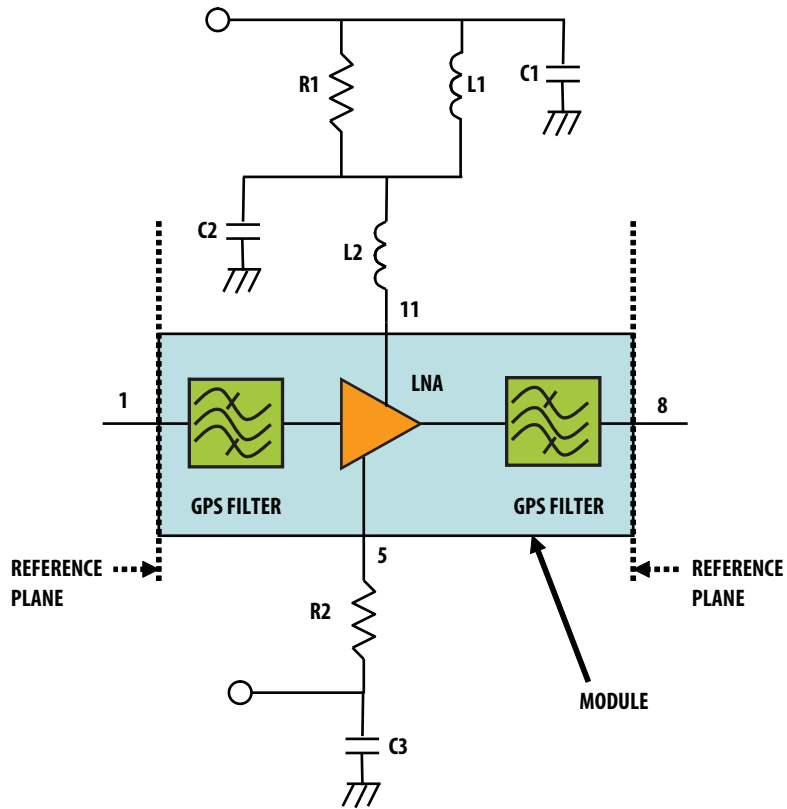 R1
L1
C1
C2
L2
11
LNA
1
8
GPS FILTER
GPS FILTER
5
REFERENCE
PLANE
REFERENCE
PLANE
R2
MODULE
C3